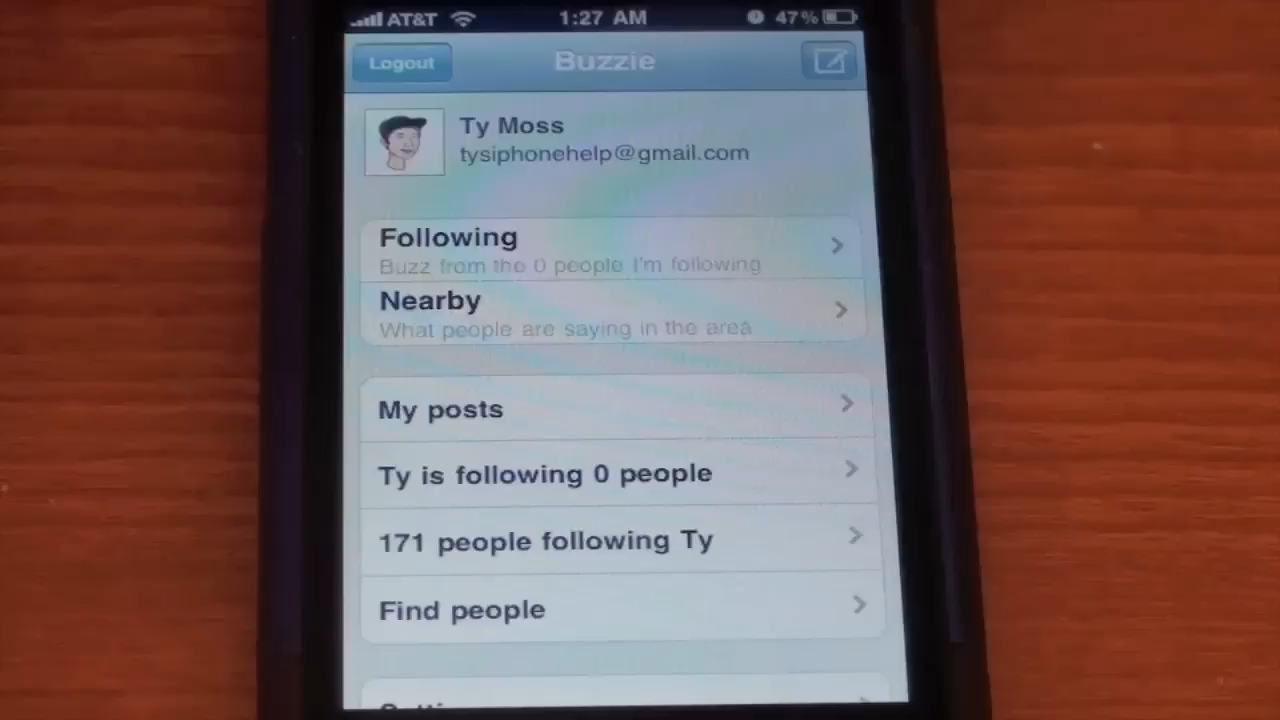 AT&T 1:27 AM 47%
Logout Buzzie
Ty Moss
tysiphonehelp@gmail.com
Following
Buzz from the 0 people I'm following
Nearby
What people are saying in the area
My posts
Ty is following 0 people
171 people following Ty
Find people